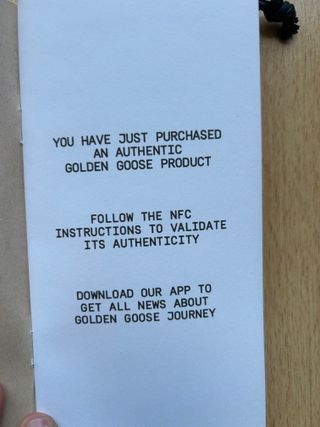 YOU HAVE JUST PURCHASED
AN AUTHENTIC
GOLDEN GOOSE PRODUCT
FOLLOW THE NFC
INSTRUCTIONS TO VALIDATE
ITS AUTHENTICITY
DOWNLOAD OUR APP TO
GET ALL NEWS ABOUT
GOLDEN GOOSE JOURNEY